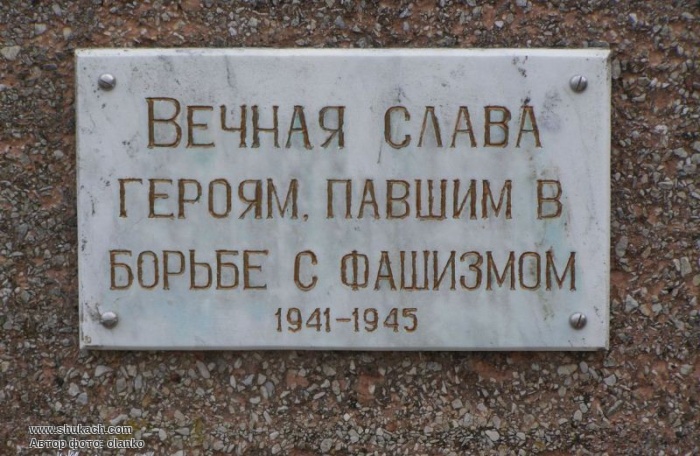 Вечная слава
героям, павшим в
борьбе с фашизмом
1941-1945
www.shukach.com
Автор фото: olanko